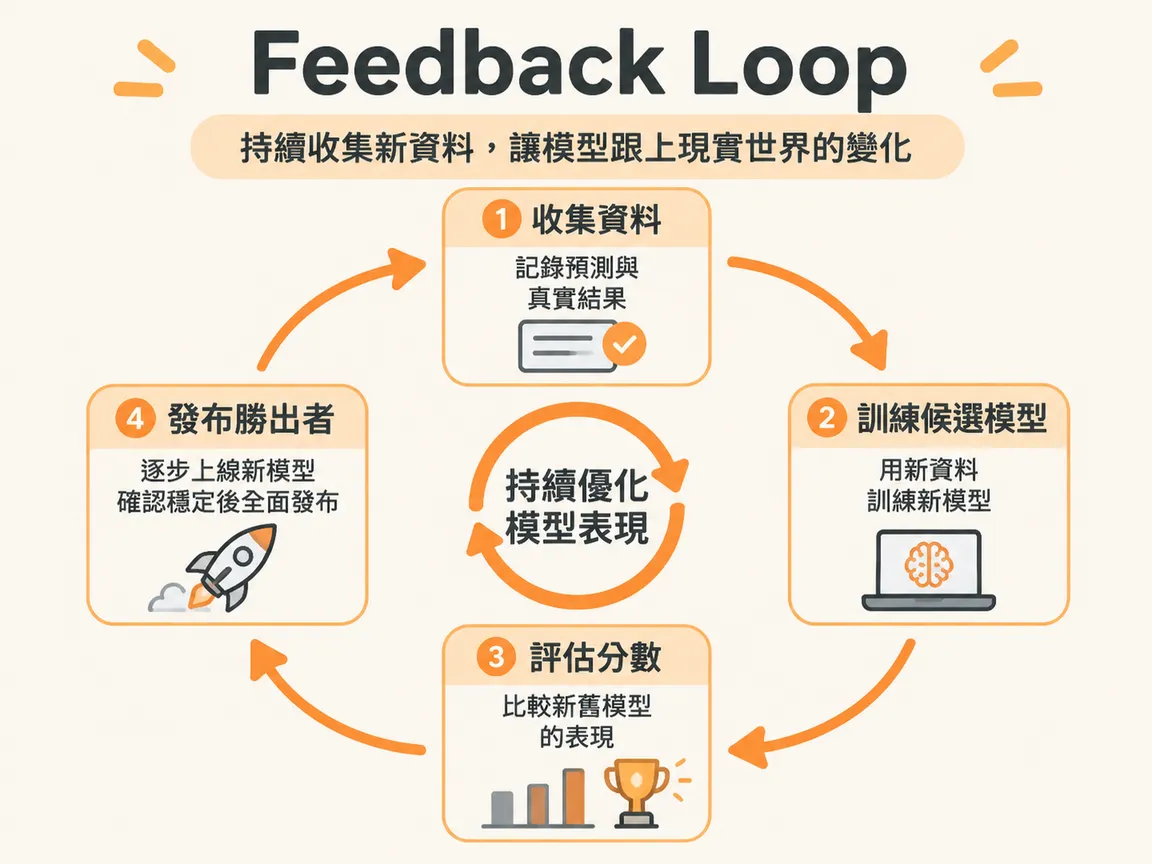 Feedback Loop
持續收集新資料，讓模型跟上現實世界的變化
1 收集資料
記錄預測與
真實結果
2 訓練候選模型
用新資料
訓練新模型
3 評估分數
比較新舊模型
的表現
4 發布勝出者
逐步上線新模型
確認穩定後全面發布
持續優化
模型表現